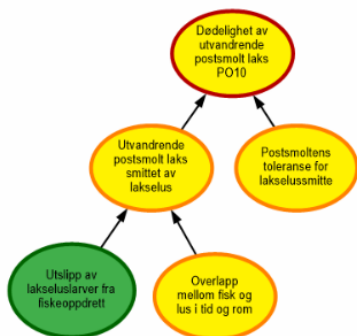 Dødelighet av
utvandrende
postsmolt laks
PO10
Utvandrende
postsmolt laks
smittet av
lakselus
Postsmoltens
toleranse for
lakselussmitte
Utslipp av
lakseluslarver fra
fiskeoppdrett
Overlapp
mellom fisk og
lus i tid og rom